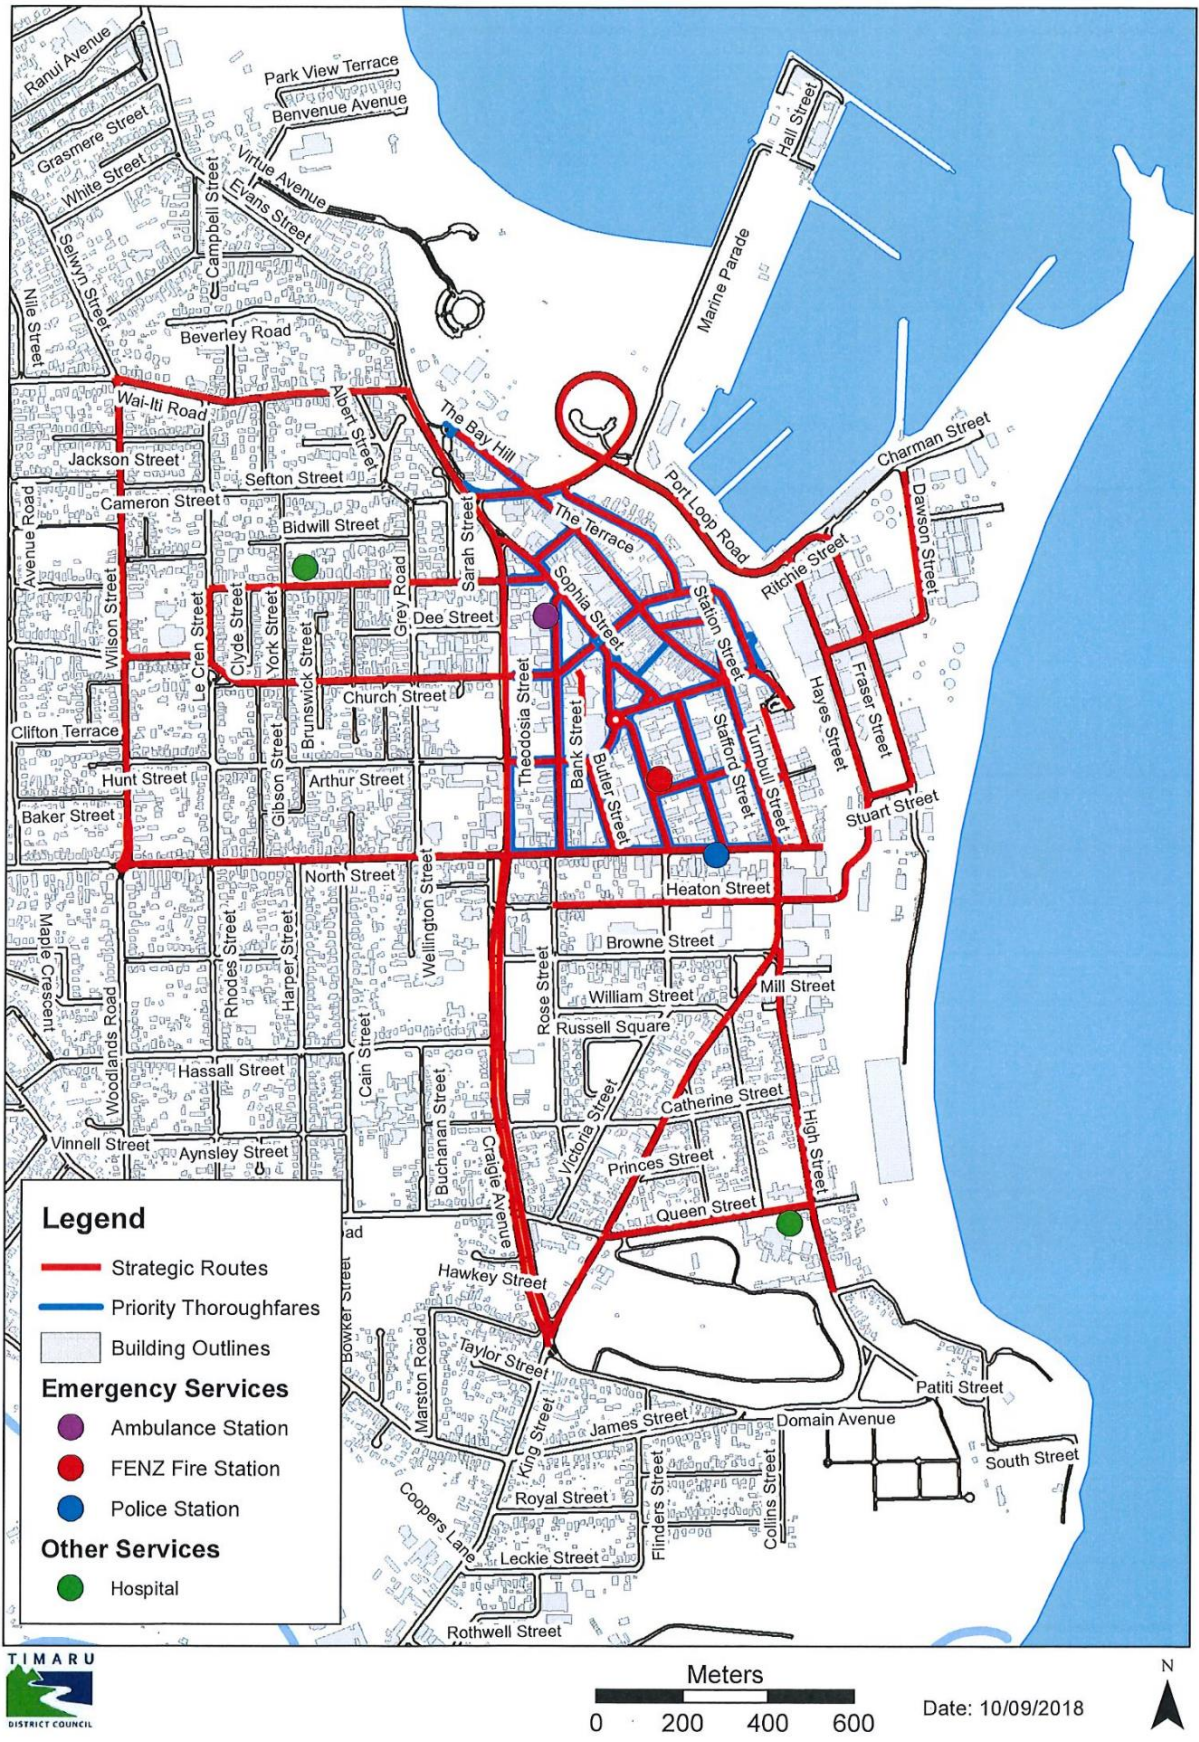 Ranui Avenue
Park View Terrace
Benvenue Avenue
Hall Street
Grasmere Street
White Street
Virtue Avenue
Evans Street
Campbell Street
Selwyn Street
Nile Street
Marine Parade
Beverley Road
Wai-Iti Road
Albert Street
The Bay Hill
Jackson Street
Sefton Street
Cameron Street
Bidwill Street
Avenue Road
Sarah Street
The Terrace
Port Loop Road
Charman Street
Dawson Street
Ritchie Street
Wilson Street
Le Cren Street
Clyde Street
York Street
Brunswick Street
Grey Road
Dee Street
Sophia Street
Station Street
Church Street
Theodosia Street
Bank Street
Butler Street
Stafford Street
Turnbull Street
Hayes Street
Fraser Street
Clifton Terrace
Hunt Street
Gibson Street
Arthur Street
Baker Street
Stuart Street
North Street
Wellington Street
Heaton Street
Maple Crescent
Woodlands Road
Rhodes Street
Harper Street
Rose Street
Browne Street
William Street
Mill Street
Russell Square
Cain Street
Hassall Street
Buchanan Street
Victoria Street
Catherine Street
High Street
Vinnell Street
Aynsley Street
Craigie Avenue
Princes Street
Queen Street
Legend
Strategic Routes
Priority Thoroughfares
Building Outlines
Emergency Services
Ambulance Station
FENZ Fire Station
Police Station
Other Services
Hospital
ad
Bowker Street
Hawkey Street
Marston Road
Taylor Street
King Street
James Street
Domain Avenue
Patiti Street
South Street
Coopers Lane
Royal Street
Flinders Street
Collins Street
Leckie Street
Rothwell Street
TIMARU
DISTRICT COUNCIL
Meters
0 200 400 600
Date: 10/09/2018
N